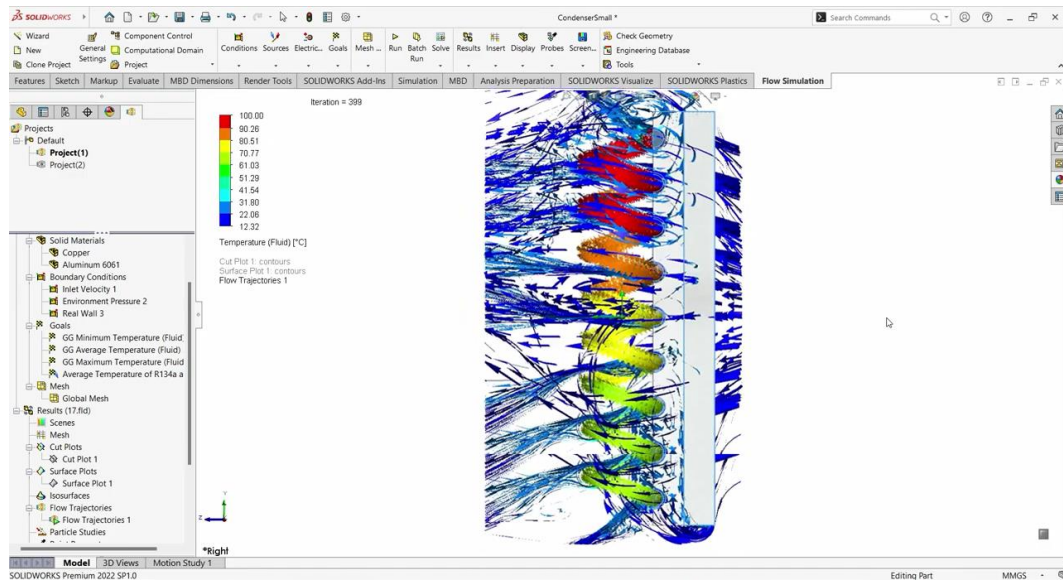 SOLIDWORKS
CondenserSmall *
Search Commands
Wizard
New
Clone Project
General Settings
Component Control
Computational Domain
Project
Conditions
Sources
Electric...
Goals
Mesh ...
Run
Batch Run
Solve
Results
Insert
Display
Probes
Screen...
Check Geometry
Engineering Database
Tools
Features
Sketch
Markup
Evaluate
MBD Dimensions
Render Tools
SOLIDWORKS Add-Ins
Simulation
MBD
Analysis Preparation
SOLIDWORKS Visualize
SOLIDWORKS Plastics
Flow Simulation
Projects
Default
Project(1)
Project(2)
Solid Materials
Copper
Aluminum 6061
Boundary Conditions
Inlet Velocity 1
Environment Pressure 2
Real Wall 3
Goals
GG Minimum Temperature (Fluid
GG Average Temperature (Fluid)
GG Maximum Temperature (Fluid
Average Temperature of R134a a
Mesh
Global Mesh
Results (17.fld)
Scenes
Mesh
Cut Plots
Cut Plot 1
Surface Plots
Surface Plot 1
Isosurfaces
Flow Trajectories
Flow Trajectories 1
Particle Studies
Iteration = 399
100.00
90.26
80.51
70.77
61.03
51.29
41.54
31.80
22.06
12.32
Temperature (Fluid) [°C]
Cut Plot 1: contours
Surface Plot 1: contours
Flow Trajectories 1
Y
Z
*Right
Model
3D Views
Motion Study 1
SOLIDWORKS Premium 2022 SP1.0
Editing Part
MMGS